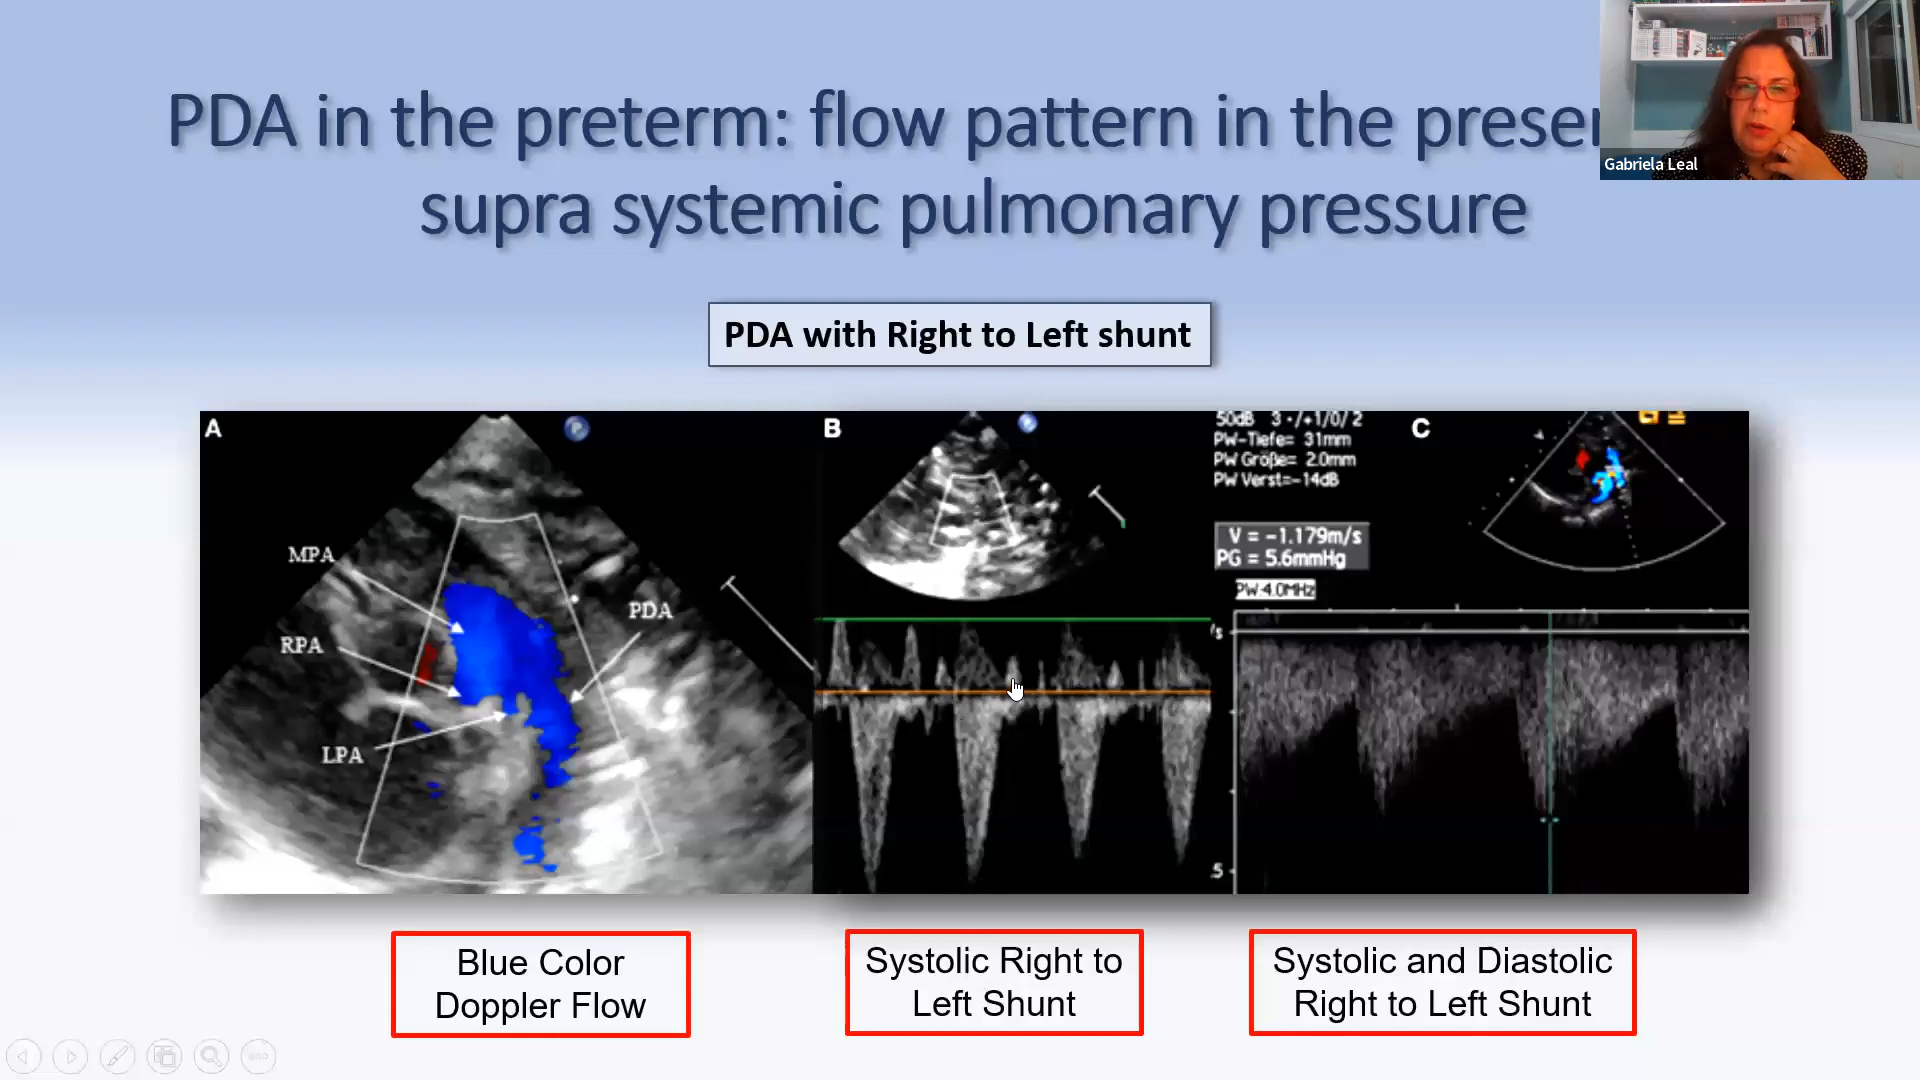 PDA in the preterm: flow pattern in the
supra systemic pulmonary pressure
Gabriela Leal
PDA with Right to Left shunt
A
MPA
RPA
LPA
PDA
B
50dB 3 ·/+1/0/ 2
PW-Tiefe= 31mm
PW Größe= 2.0mm
PW Verst=-14dB
V = -1.179m/s
PG = 5.6mmHg
PW:4.0MHz
C
Blue Color
Doppler Flow
Systolic Right to
Left Shunt
Systolic and Diastolic
Right to Left Shunt